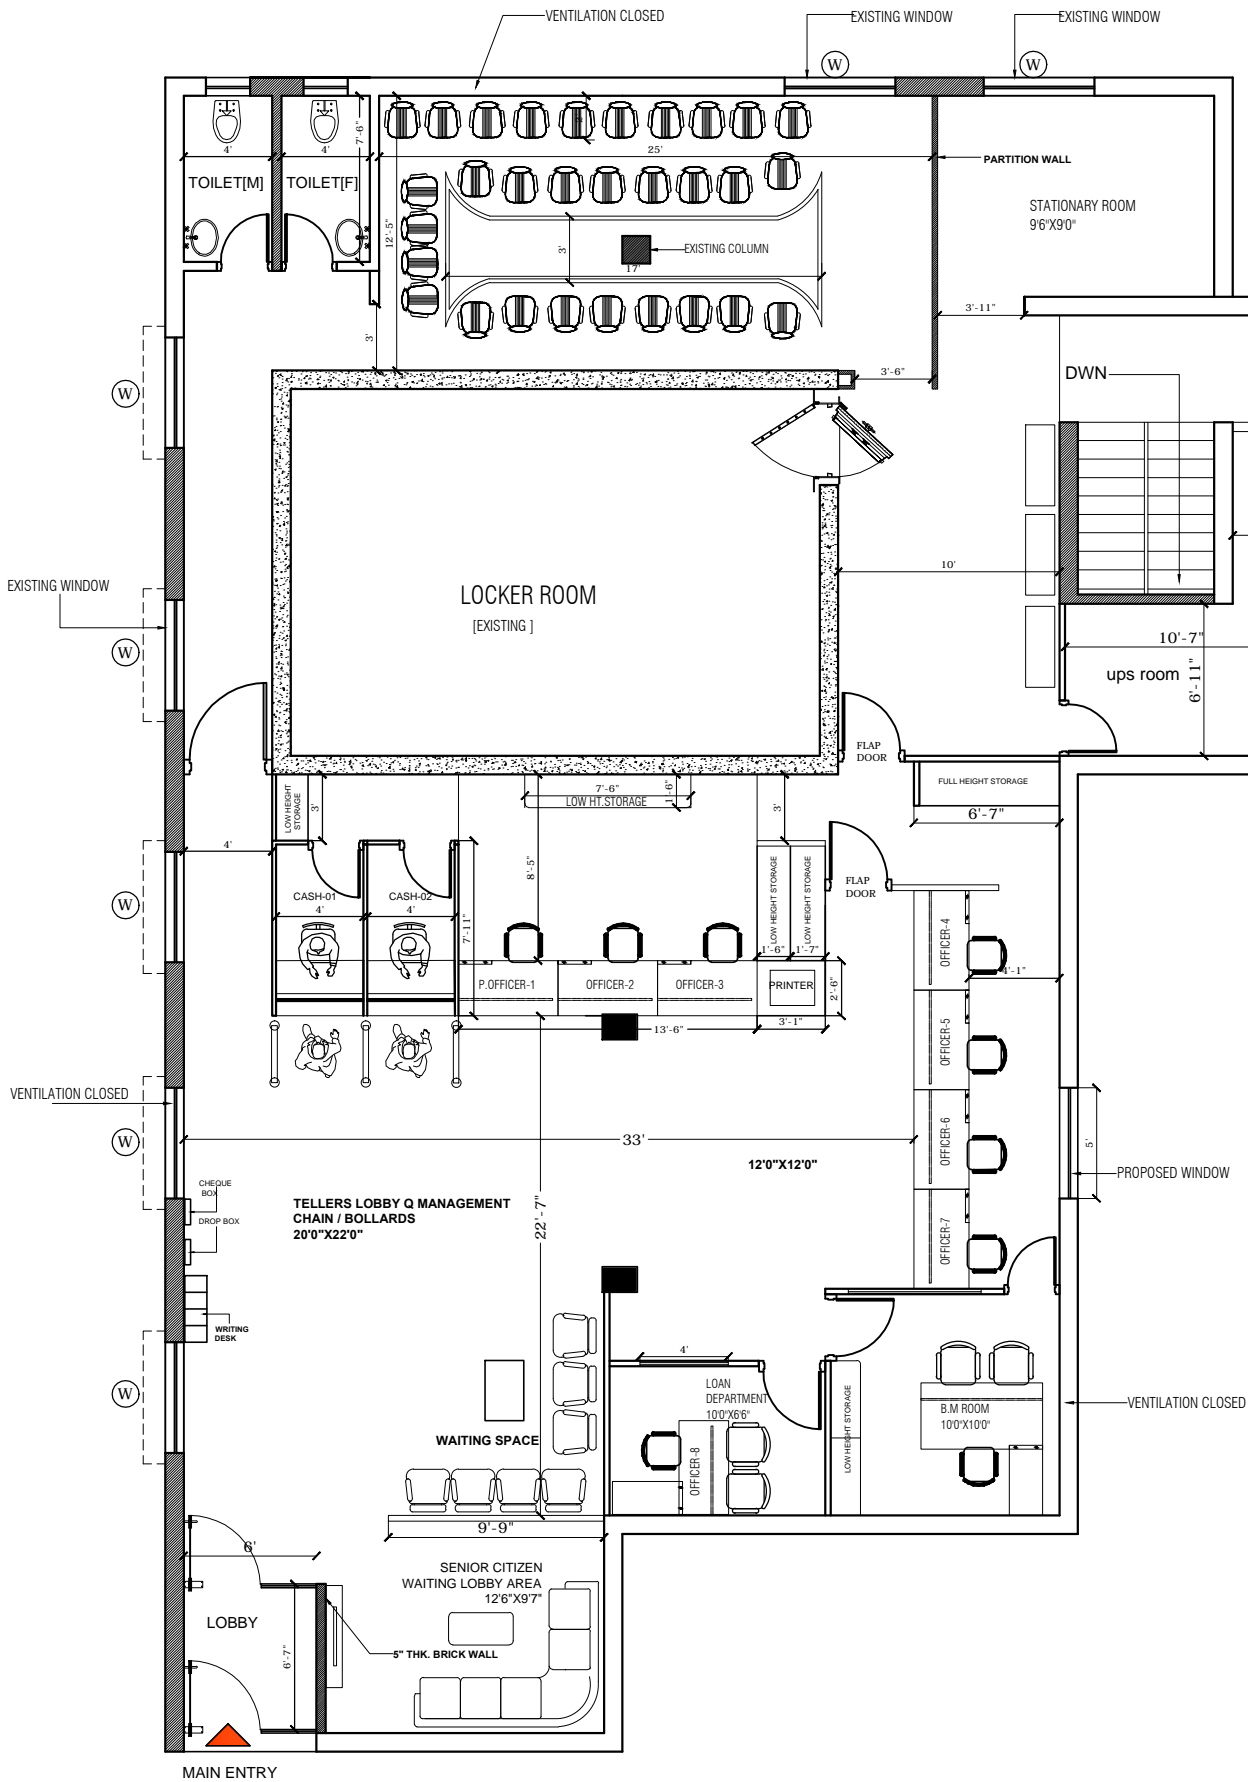 VENTILATION CLOSED
EXISTING WINDOW
EXISTING WINDOW
W
W
4'
4'
7'-6"
2'
25'
PARTITION WALL
TOILET[M]
TOILET[F]
STATIONARY ROOM
9'6"X9'0"
12'-5"
3'
EXISTING COLUMN
17'
3'-11"
3'
3'-6"
DWN
W
LOCKER ROOM
[EXISTING ]
10'
EXISTING WINDOW
W
10'-7"
ups room
6'-11"
FLAP
DOOR
FULL HEIGHT STORAGE
6'-7"
LOW HEIGHT
STORAGE
3'
7'-6"
1'-6"
LOW HT.STORAGE
3'
4'
8'-5"
FLAP
DOOR
W
CASH-01
CASH-02
4'
4'
7'-11"
LOW HEIGHT STORAGE
LOW HEIGHT STORAGE
1'-6"
1'-7"
OFFICER-4
4'-1"
P.OFFICER-1
OFFICER-2
OFFICER-3
PRINTER
2'-6"
13'-6"
3'-1"
OFFICER-5
VENTILATION CLOSED
W
33'
OFFICER-6
5'
12'0"X12'0"
PROPOSED WINDOW
CHEQUE
BOX
DROP BOX
TELLERS LOBBY Q MANAGEMENT
CHAIN / BOLLARDS
20'0"X22'0"
22'-7"
OFFICER-7
WRITING
DESK
W
4'
LOAN
DEPARTMENT
10'0"X6'6"
LOW HEIGHT STORAGE
B.M ROOM
10'0"X10'0"
VENTILATION CLOSED
WAITING SPACE
OFFICER-8
9'-9"
6'
SENIOR CITIZEN
WAITING LOBBY AREA
12'6"X9'7"
LOBBY
6'-7"
5" THK. BRICK WALL
MAIN ENTRY